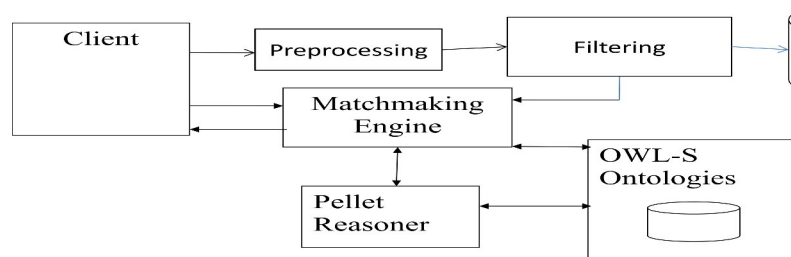 Client
Preprocessing
Filtering
Matchmaking
Engine
OWL-S
Ontologies
Pellet
Reasoner